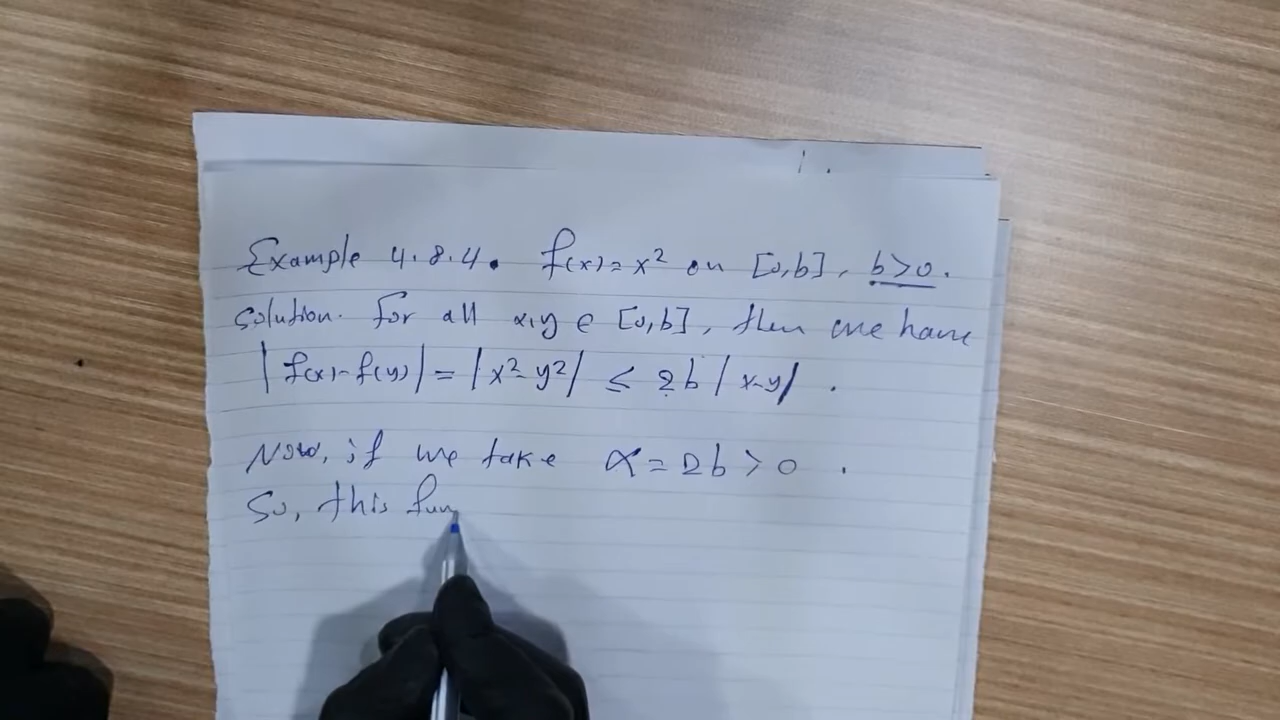 Example 4.8.4. f(x)=x² on [0,b], b>0.
Solution. For all x,y ∈ [0,b], then we have
|f(x)-f(y)| = |x²-y²| ≤ 2b |x-y| .
Now, if we take α = 2b > 0 .
So, this fun